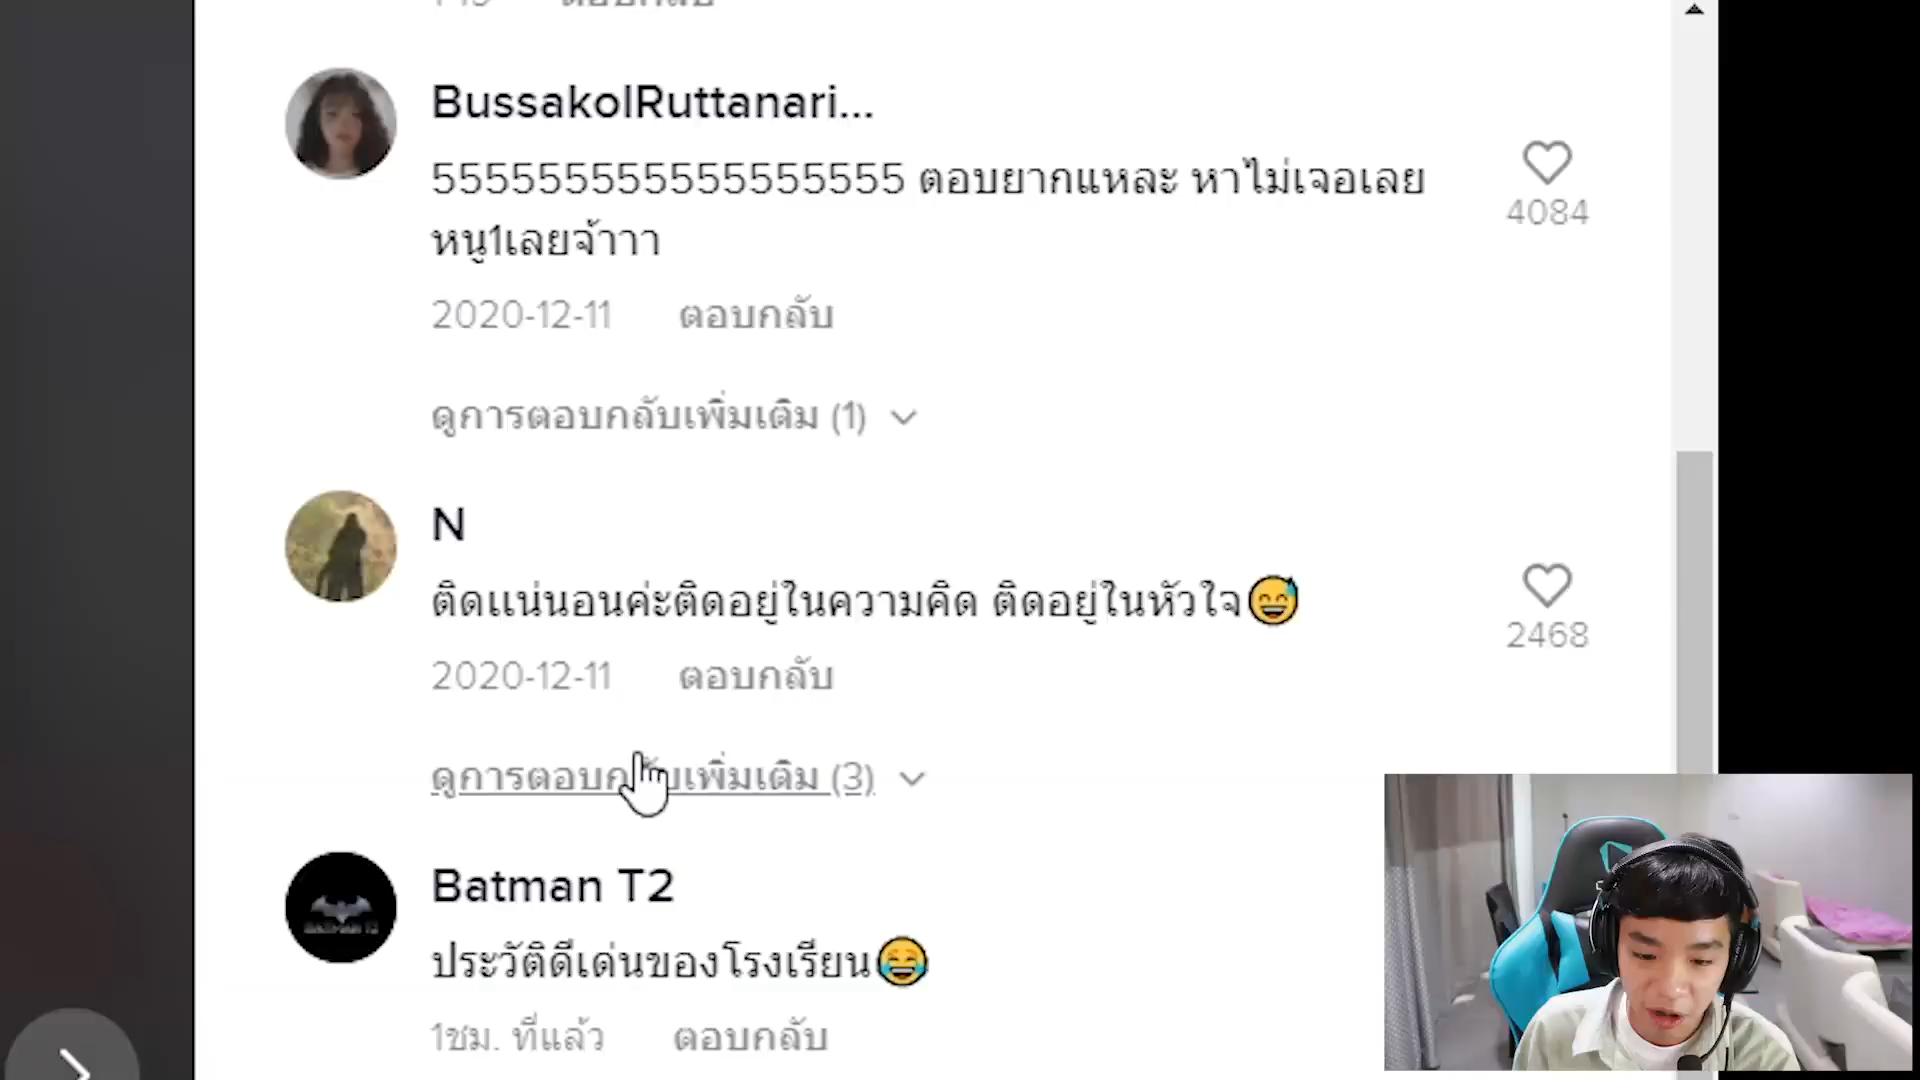 BussakolRuttanari...
555555555555555555 ตอบยากแหละ หาไม่เจอเลย
หนู1เลยจ้าาา
4084
2020-12-11 ตอบกลับ
ดูการตอบกลับเพิ่มเติม (1)
N
ติดแน่นอนค่ะติดอยู่ในความคิด ติดอยู่ในหัวใจ😅
2468
2020-12-11 ตอบกลับ
ดูการตอบกลับเพิ่มเติม (3)
Batman T2
ประวัติดีเด่นของโรงเรียน😂
1ชม. ที่แล้ว ตอบกลับ